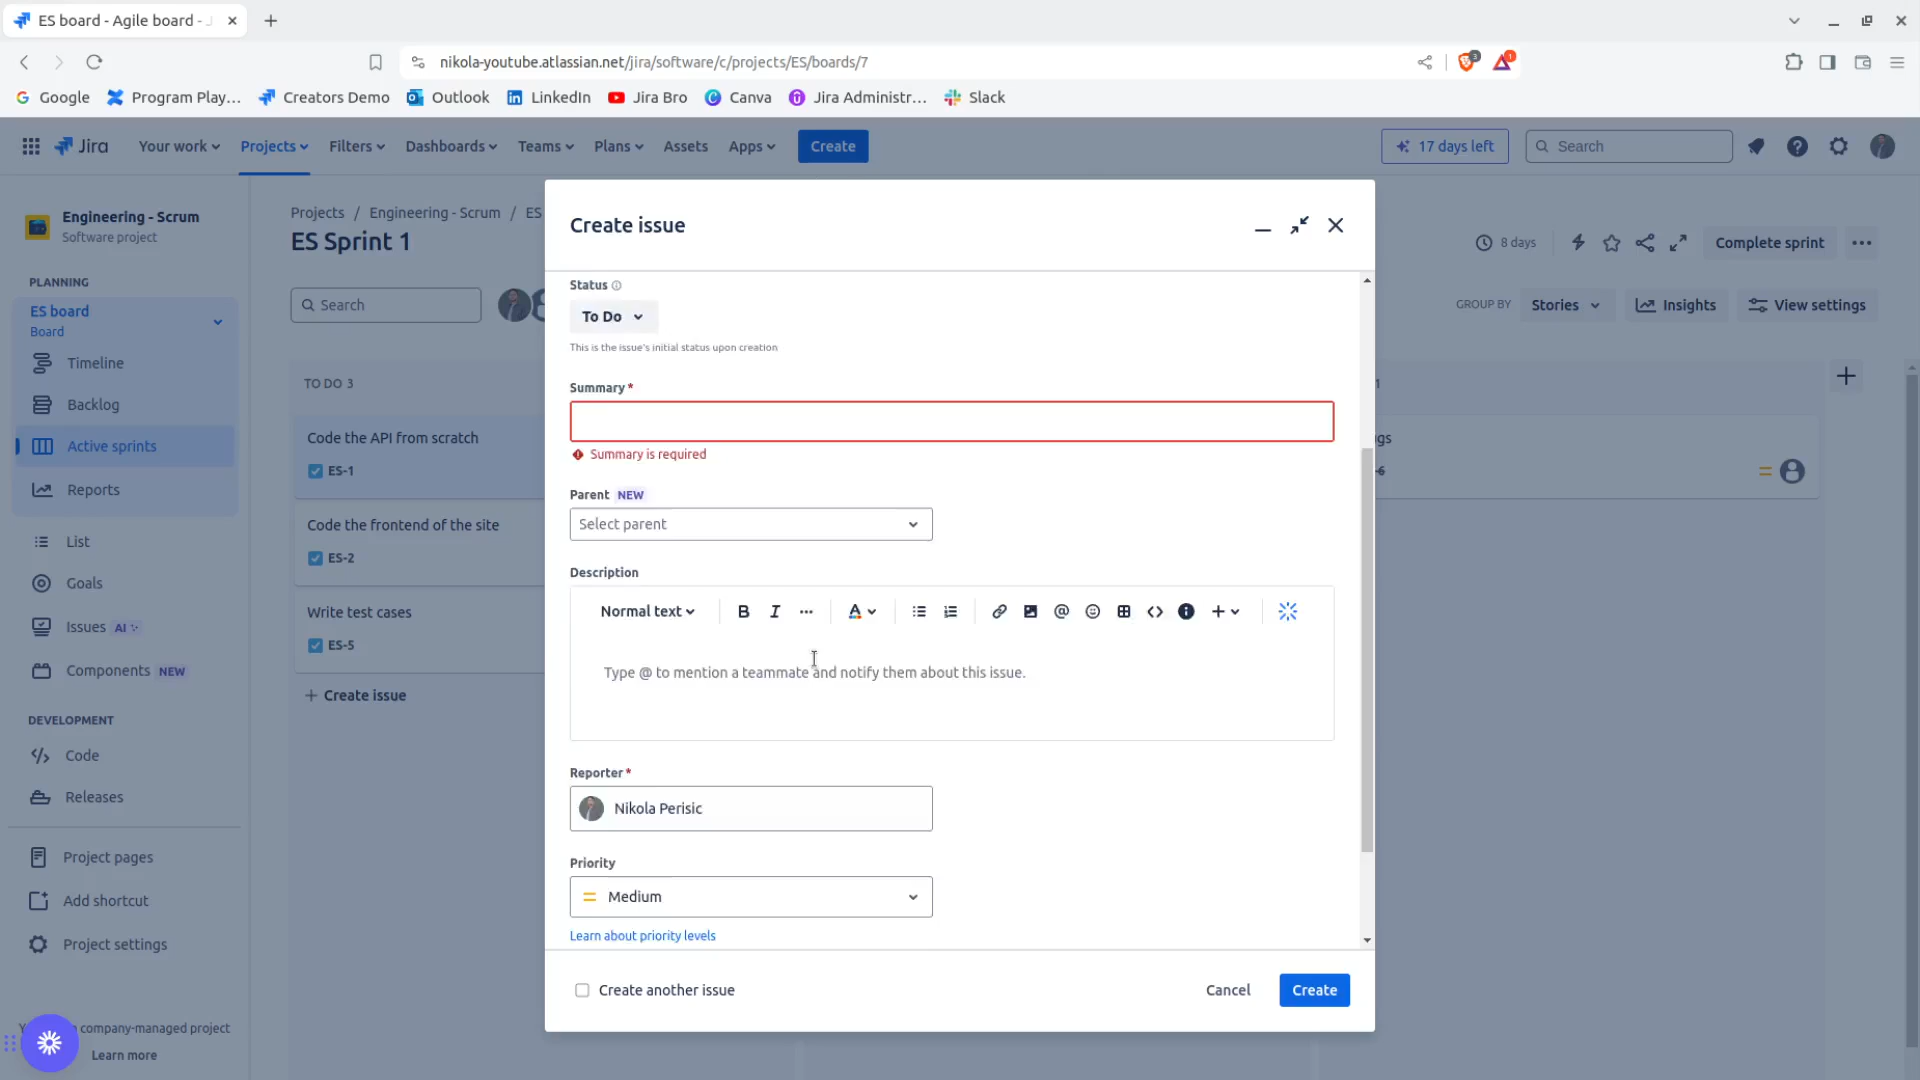 ES board - Agile board - J
nikola-youtube.atlassian.net/jira/software/c/projects/ES/boards/7
3
1
Google
Program Play...
Creators Demo
Outlook
LinkedIn
Jira Bro
Canva
Jira Administr...
Slack
Jira
Your work
Projects
Filters
Dashboards
Teams
Plans
Assets
Apps
Create
17 days left
Search
Engineering - Scrum
Software project
PLANNING
ES board
Board
Timeline
Backlog
Active sprints
Reports
List
Goals
Issues AI
Components NEW
DEVELOPMENT
Code
Releases
Project pages
Add shortcut
Project settings
company-managed project
Learn more
Projects / Engineering - Scrum / ES
ES Sprint 1
Search
8 days
Complete sprint
GROUP BY
Stories
Insights
View settings
TO DO 3
Code the API from scratch
ES-1
Code the frontend of the site
ES-2
Write test cases
ES-5
+ Create issue
Create issue
Status
To Do
This is the issue's initial status upon creation
Summary *
Summary is required
Parent NEW
Select parent
Description
Normal text
Type @ to mention a teammate and notify them about this issue.
Reporter *
Nikola Perisic
Priority
Medium
Learn about priority levels
Create another issue
Cancel
Create